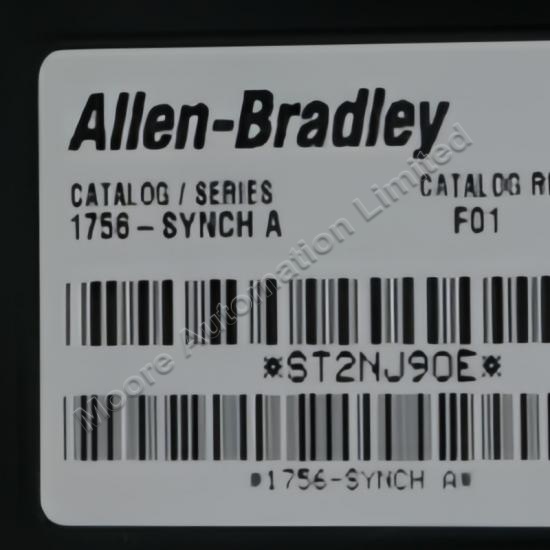 Allen-Bradley
CATALOG / SERIES
1756 – SYNCH A
CATALOG
F01
*ST2NJ90E*
*1756-SYNCH A*
Moore Automation Limited